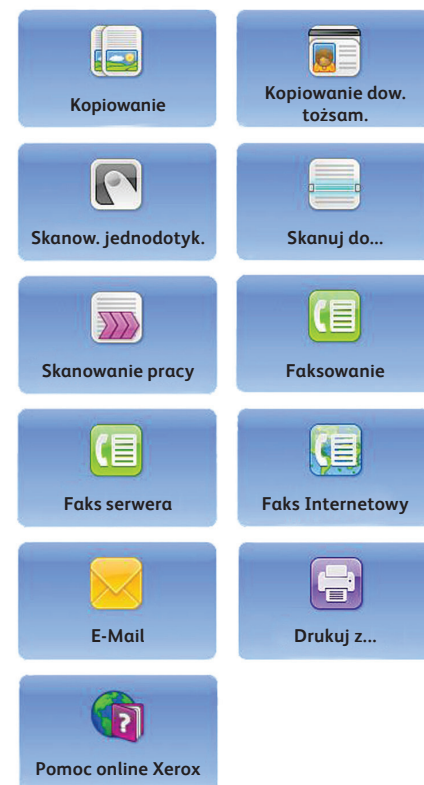 Kopiowanie
Kopiowanie dow.
tożsam.
Skanow. jednodotyk.
Skanuj do...
Skanowanie pracy
Faksowanie
Faks serwera
Faks Internetowy
E-Mail
Drukuj z...
Pomoc online Xerox